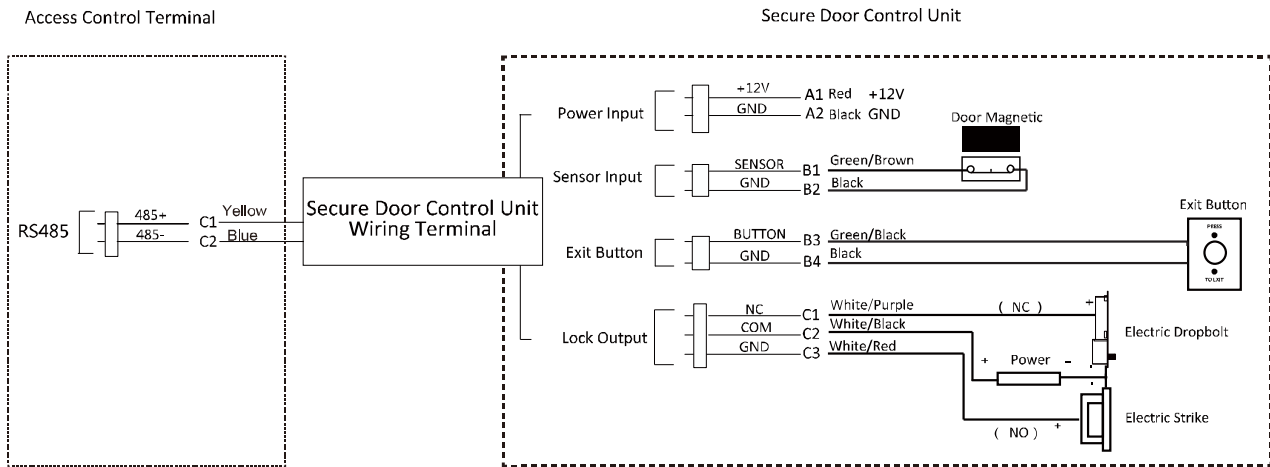 Access Control Terminal
Secure Door Control Unit
RS485
485+ C1 Yellow
485- C2 Blue
Secure Door Control Unit
Wiring Terminal
Power Input
+12V A1 Red +12V
GND A2 Black GND
Door Magnetic
Sensor Input
SENSOR B1 Green/Brown
GND B2 Black
Exit Button
Exit Button
BUTTON B3 Green/Black
GND B4 Black
PRESS
TO EXIT
Lock Output
NC C1 White/Purple ( NC ) +
COM C2 White/Black
GND C3 White/Red
Electric Dropbolt
+ Power -
-
-
Electric Strike
( NO ) +